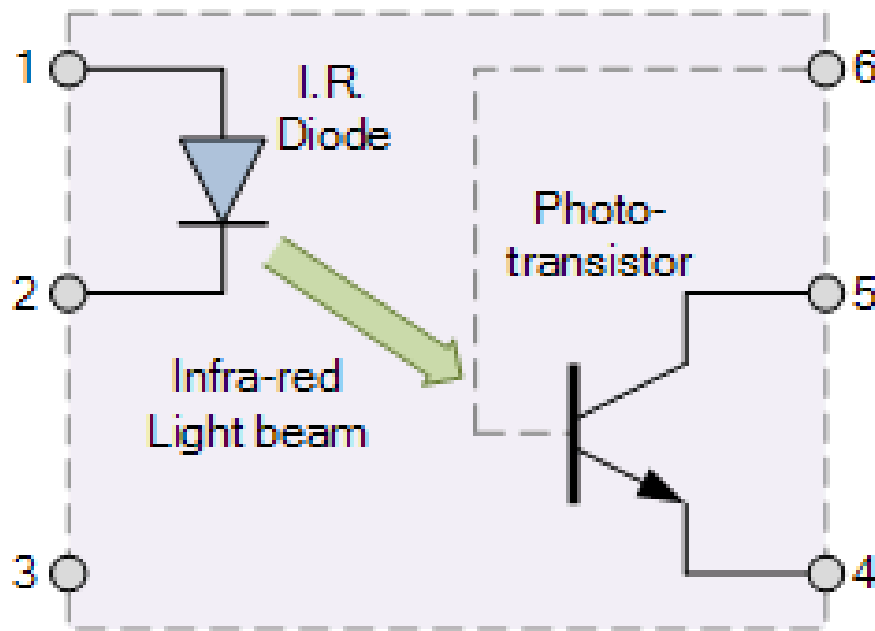 1
I.R.
Diode
6
Photo-
transistor
2
5
Infra-red
Light beam
3
4